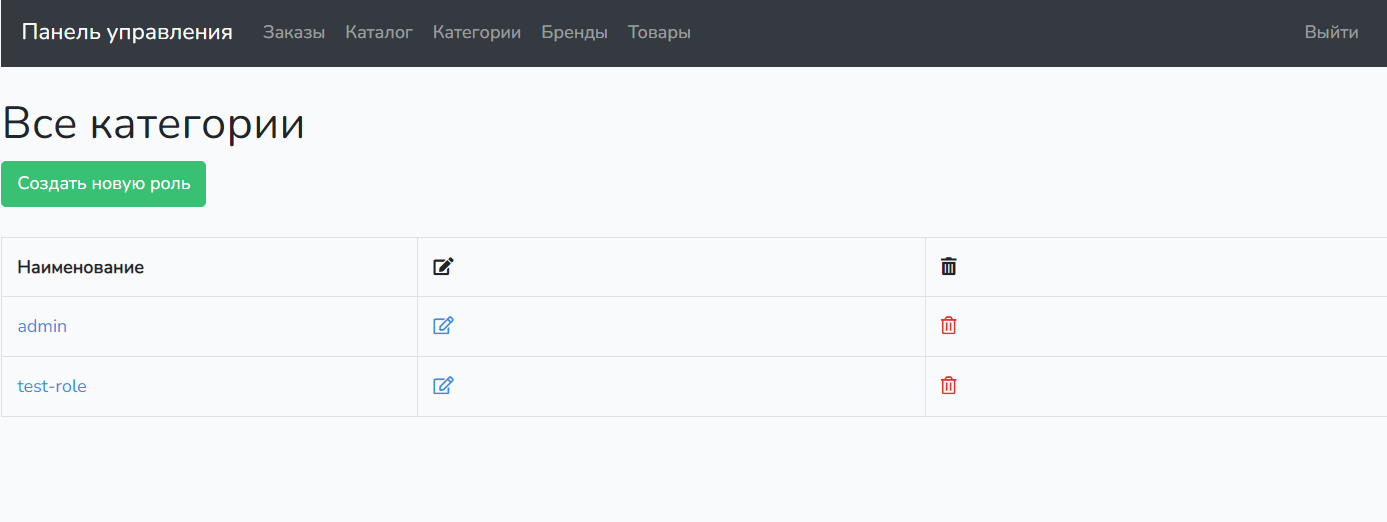 Панель управления Заказы Каталог Категории Бренды Товары Выйти
Все категории
Создать новую роль
Наименование
admin
test-role